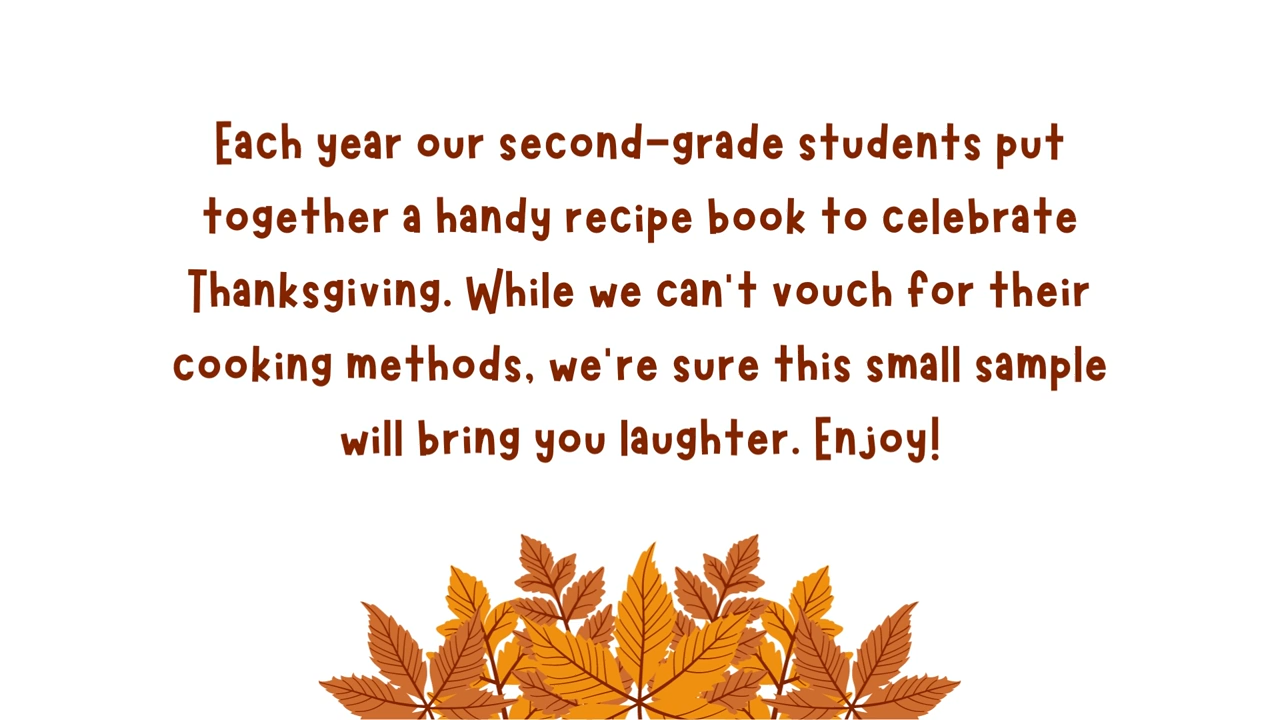 Each year our second-grade students put
together a handy recipe book to celebrate
Thanksgiving. While we can't vouch for their
cooking methods, we're sure this small sample
will bring you laughter. Enjoy!